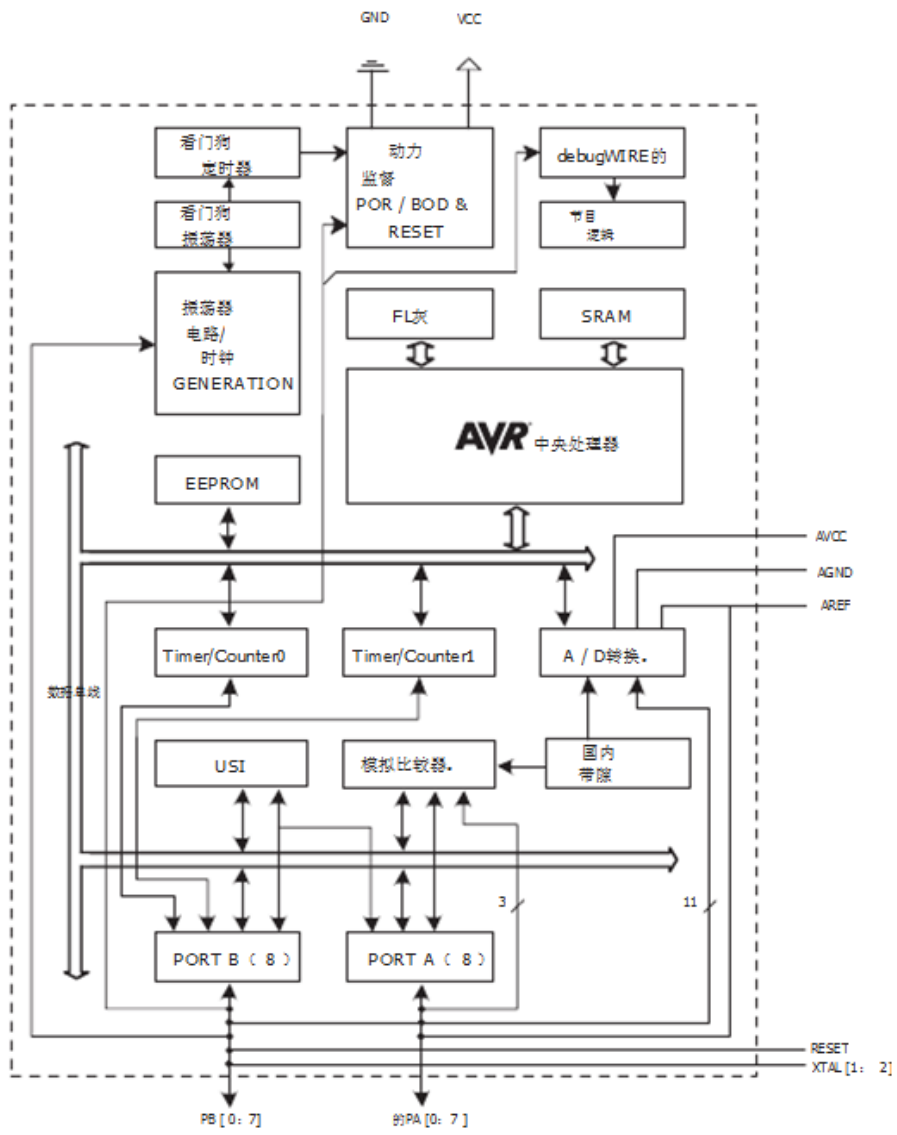 GND
VCC
看门狗
定时器
动力
监督
POR / BOD &
RESET
debugWIRE的
看门狗
振荡器
节目
逻辑
振荡器
电路/
时钟
GENERATION
FL灰
SRAM
AVR 中央处理器
EEPROM
AVCC
AGND
AREF
Timer/Counter0
Timer/Counter1
A / D转换。
数据总线
USI
模拟比较器。
国内
带隙
3
11
PORT B（ 8 ）
PORT A（ 8 ）
RESET
XTAL [1： 2]
PB [ 0：7]
的PA [0：7 ]